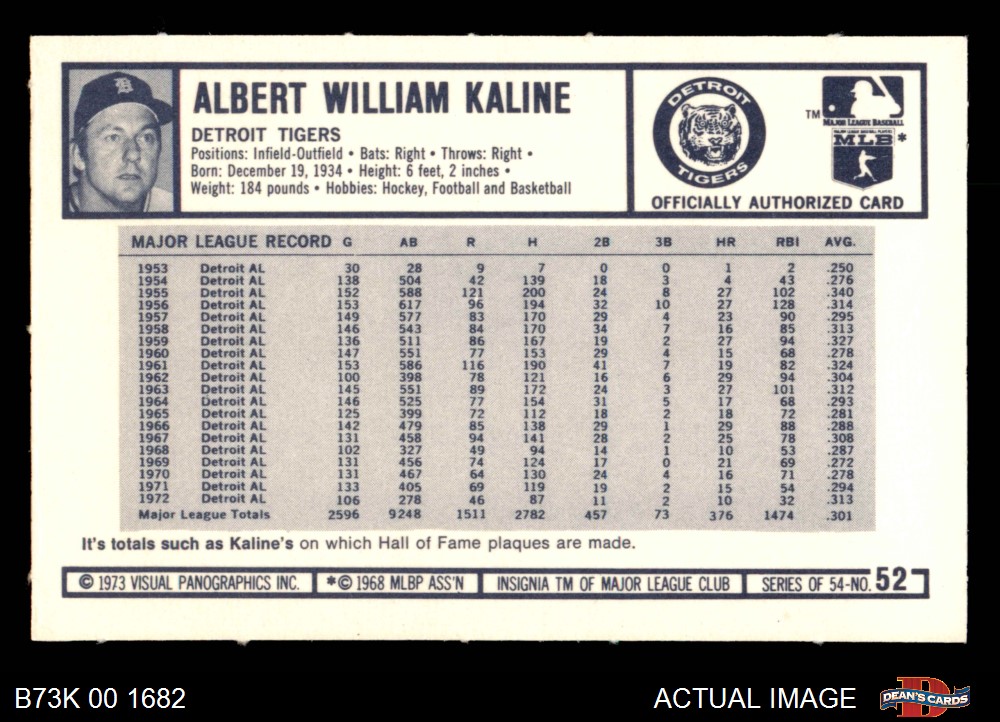 ALBERT WILLIAM KALINE
DETROIT TIGERS
Positions: Infield-Outfield • Bats: Right • Throws: Right •
Born: December 19, 1934 • Height: 6 feet, 2 inches •
Weight: 184 pounds • Hobbies: Hockey, Football and Basketball
DETROIT
TIGERS
TM
MAJOR LEAGUE BASEBALL
MAJOR LEAGUE BASEBALL PLAYERS
MLB *
OFFICIALLY AUTHORIZED CARD
MAJOR LEAGUE RECORD G AB R H 2B 3B HR RBI AVG.
1953 Detroit AL 30 28 9 7 0 0 1 2 .250
1954 Detroit AL 138 504 42 139 18 3 4 43 .276
1955 Detroit AL 152 588 121 200 24 8 27 102 .340
1956 Detroit AL 153 617 96 194 32 10 27 128 .314
1957 Detroit AL 149 577 83 170 29 4 23 90 .295
1958 Detroit AL 146 543 84 170 34 7 16 85 .313
1959 Detroit AL 136 511 86 167 19 2 27 94 .327
1960 Detroit AL 147 551 77 153 29 4 15 68 .278
1961 Detroit AL 153 586 116 190 41 7 19 82 .324
1962 Detroit AL 100 398 78 121 16 6 29 94 .304
1963 Detroit AL 145 551 89 172 24 3 27 101 .312
1964 Detroit AL 146 525 77 154 31 5 17 68 .293
1965 Detroit AL 125 399 72 112 18 2 18 72 .281
1966 Detroit AL 142 479 85 138 29 1 29 88 .288
1967 Detroit AL 131 458 94 141 28 2 25 78 .308
1968 Detroit AL 102 327 49 94 14 1 10 53 .287
1969 Detroit AL 131 456 74 124 17 0 21 69 .272
1970 Detroit AL 131 467 64 130 24 4 16 71 .278
1971 Detroit AL 133 405 69 119 19 2 15 54 .294
1972 Detroit AL 106 278 46 87 11 2 10 32 .313
Major League Totals 2596 9248 1511 2782 457 73 376 1474 .301
It's totals such as Kaline's on which Hall of Fame plaques are made.
© 1973 VISUAL PANOGRAPHICS INC. *© 1968 MLBP ASS'N INSIGNIA TM OF MAJOR LEAGUE CLUB SERIES OF 54-NO. 52
B73K 00 1682
ACTUAL IMAGE
DEAN'S CARDS